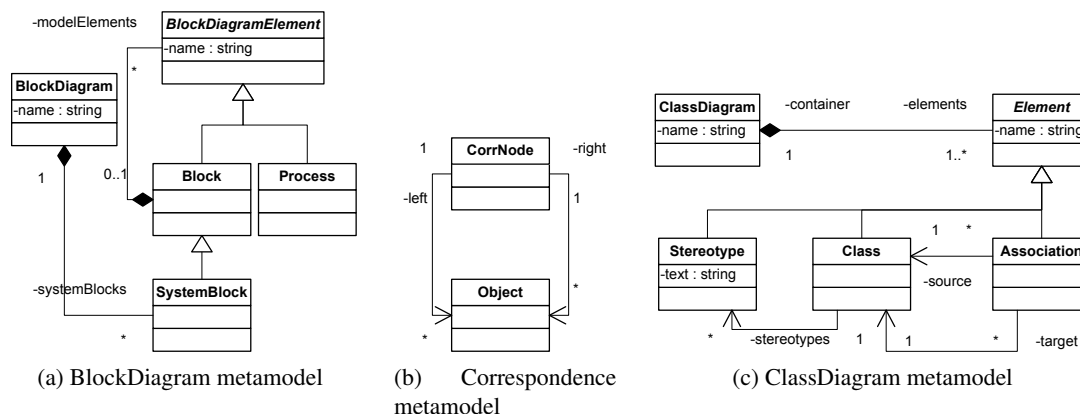 -modelElements
BlockDiagramElement
-name : string
*
BlockDiagram
-name : string
1
0..1
Block
Process
-systemBlocks
*
SystemBlock
(a) BlockDiagram metamodel
1
CorrNode
-right
-left
1
Object
*
*
(b) Correspondence
metamodel
ClassDiagram
-name : string
-container
-elements
1
1..*
Element
-name : string
Stereotype
-text : string
Class
1
*
Association
-source
*
-stereotypes
1
1
*
-target
(c) ClassDiagram metamodel